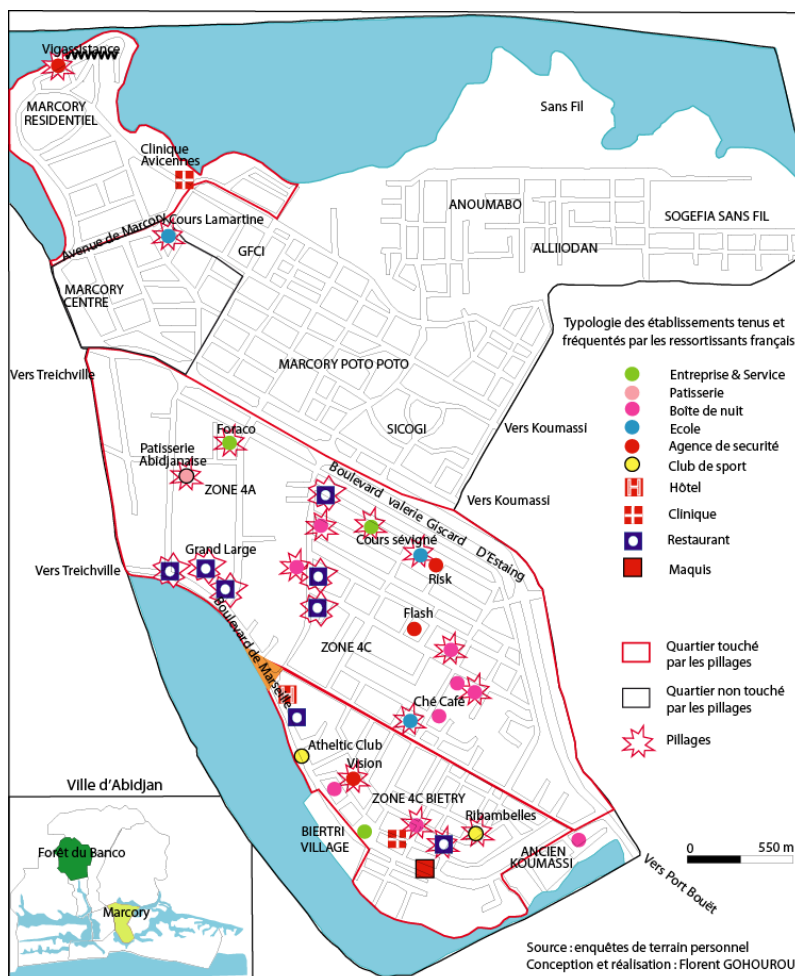 Vigassistance
MARCORY
RESIDENTIEL
Sans Fil
Clinique
Avicennes
ANOUMABO
SOGEFIA SANS FIL
Avenue de Marconi
Cours Lamartine
GFCI
ALLIIODAN
MARCORY
CENTRE
Typologie des établissements tenus et
fréquentés par les ressortissants français
MARCORY POTO POTO
Vers Treichville
Entreprise & Service
Patisserie
Boîte de nuit
Ecole
Agence de securité
Club de sport
Hôtel
Clinique
Restaurant
Maquis
SICOGI
Vers Koumassi
Foraco
Patisserie
Abidjanaise
ZONE 4A
Boulevard valerie Giscard D'Estaing
Vers Koumassi
Cours sévigné
Grand Large
Risk
Vers Treichville
Flash
Boulevard de Marseille
ZONE 4C
Quartier touché
par les pillages
Quartier non touché
par les pillages
Pillages
Ché Café
Atheltic Club
Vision
ZONE 4C BIETRY
Ribambelles
BIERTRI
VILLAGE
ANCIEN
KOUMASSI
Vers Port Bouët
0 550 m
Ville d'Abidjan
Forêt du Banco
Marcory
Source : enquêtes de terrain personnel
Conception et réalisation : Florent GOHOUROU